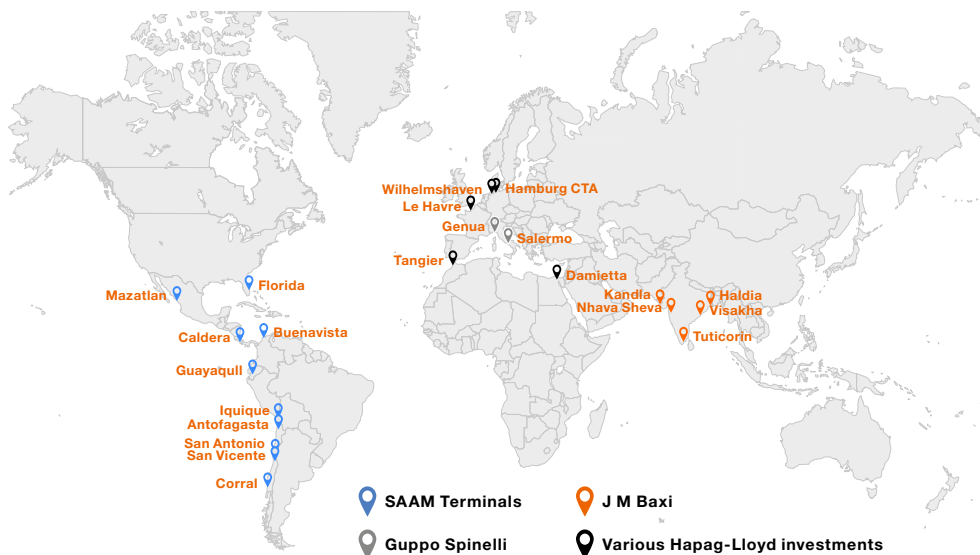 Wilhelmshaven
Hamburg CTA
Le Havre
Genua
Salermo
Tangier
Damietta
Mazatlan
Florida
Kandla
Haldia
Nhava Sheva
Visakha
Caldera
Buenavista
Tuticorin
Guayaqull
Iquique
Antofagasta
San Antonio
San Vicente
Corral
SAAM Terminals
J M Baxi
Guppo Spinelli
Various Hapag-Lloyd investments